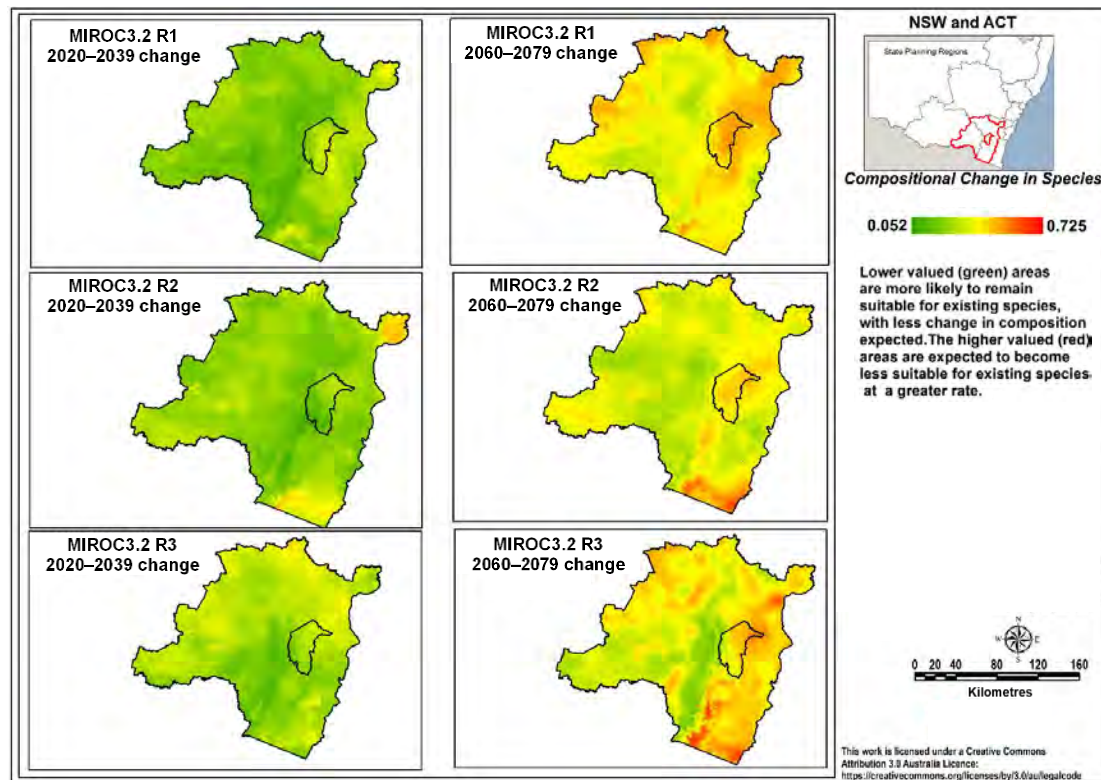 MIROC3.2 R1
2020–2039 change
MIROC3.2 R1
2060–2079 change
MIROC3.2 R2
2020–2039 change
MIROC3.2 R2
2060–2079 change
MIROC3.2 R3
2020–2039 change
MIROC3.2 R3
2060–2079 change
NSW and ACT
State Planning Regions
Compositional Change in Species
0.052 0.725
Lower valued (green) areas
are more likely to remain
suitable for existing species,
with less change in composition
expected.The higher valued (red)
areas are expected to become
less suitable for existing species
at a greater rate.
N
W E
S
0 20 40 80 120 160
Kilometres
This work is licensed under a Creative Commons
Attribution 3.0 Australia Licence:
https://creativecommons.org/licenses/by/3.0/au/legalcode